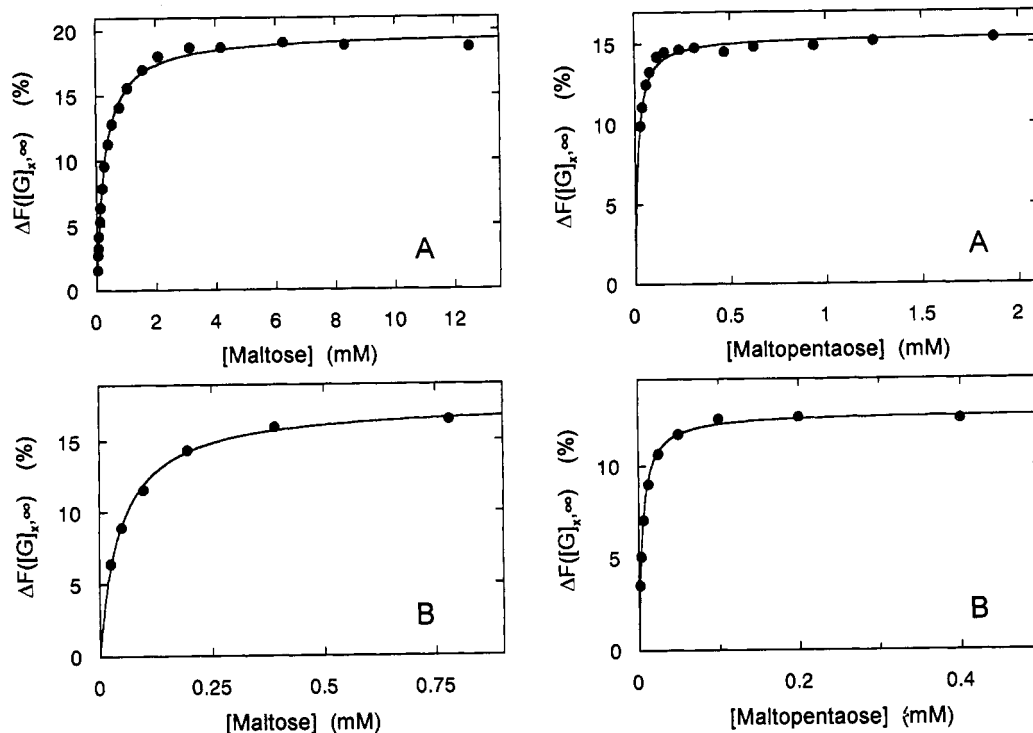 20
15
10
5
0
ΔF([G]ₓ,∞) (%)
A
0 2 4 6 8 10 12
[Maltose] (mM)
15
10
5
0
ΔF([G]ₓ,∞) (%)
A
0 0.5 1 1.5 2
[Maltopentaose] (mM)
15
10
5
0
ΔF([G]ₓ,∞) (%)
B
0 0.25 0.5 0.75
[Maltose] (mM)
10
5
0
ΔF([G]ₓ,∞) (%)
B
0 0.2 0.4
[Maltopentaose] (mM)